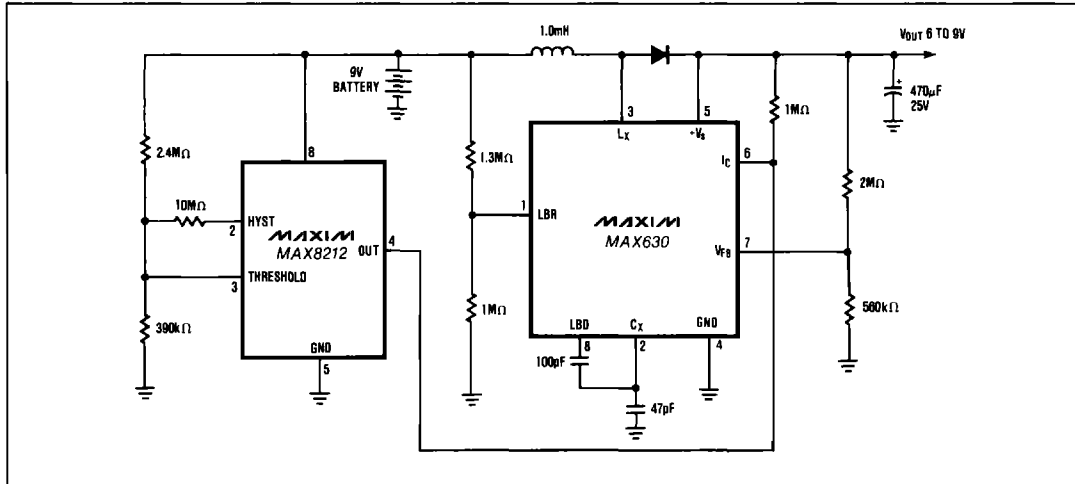 1.0mH
VOUT 6 TO 9V
9V
BATTERY
470µF
25V
+
2.4MΩ
8
3
5
1MΩ
LX
+VS
IC
6
10MΩ
HYST
2
MAXIM
MAX8212
OUT
4
1.3MΩ
1
LBR
MAXIM
MAX630
2MΩ
VFB
7
THRESHOLD
3
390kΩ
GND
5
1MΩ
LBD
CX
GND
8
2
4
560kΩ
100pF
47pF